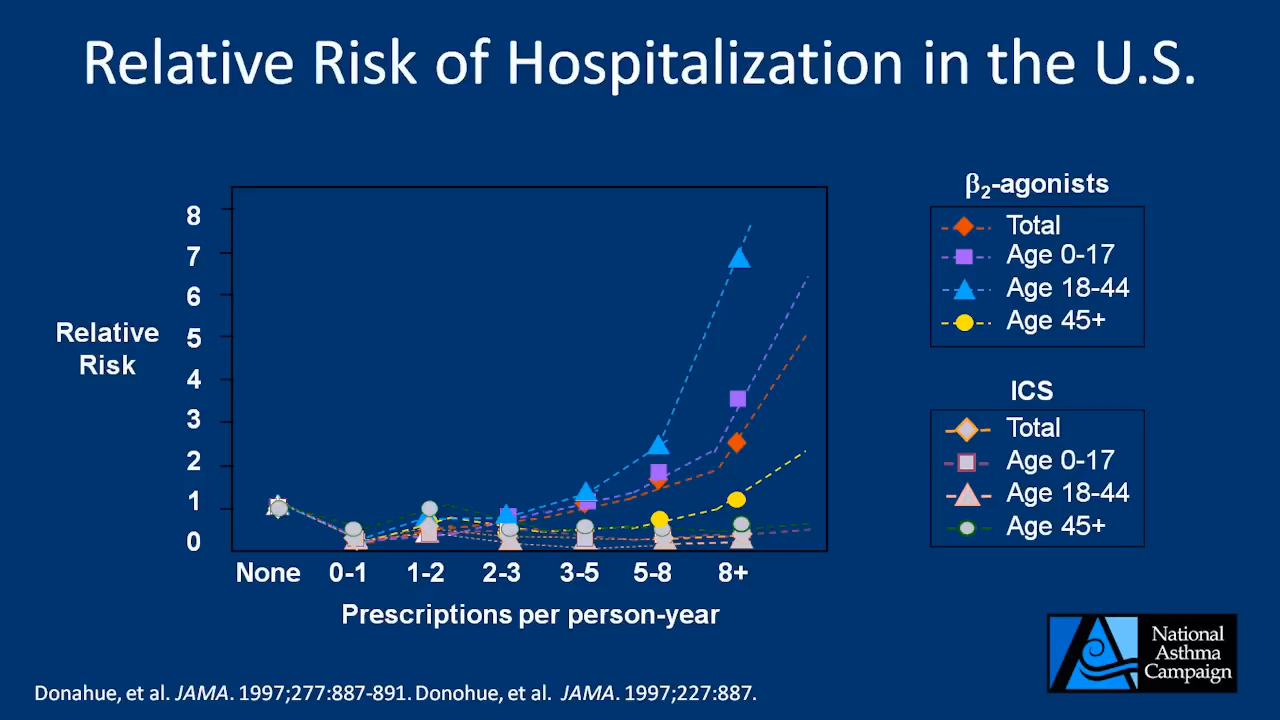 Relative Risk of Hospitalization in the U.S.
Relative
Risk
8
7
6
5
4
3
2
1
0
None 0-1 1-2 2-3 3-5 5-8 8+
Prescriptions per person-year
β2-agonists
Total
Age 0-17
Age 18-44
Age 45+
ICS
Total
Age 0-17
Age 18-44
Age 45+
National
Asthma
Campaign
Donahue, et al. JAMA. 1997;277:887-891. Donohue, et al. JAMA. 1997;227:887.